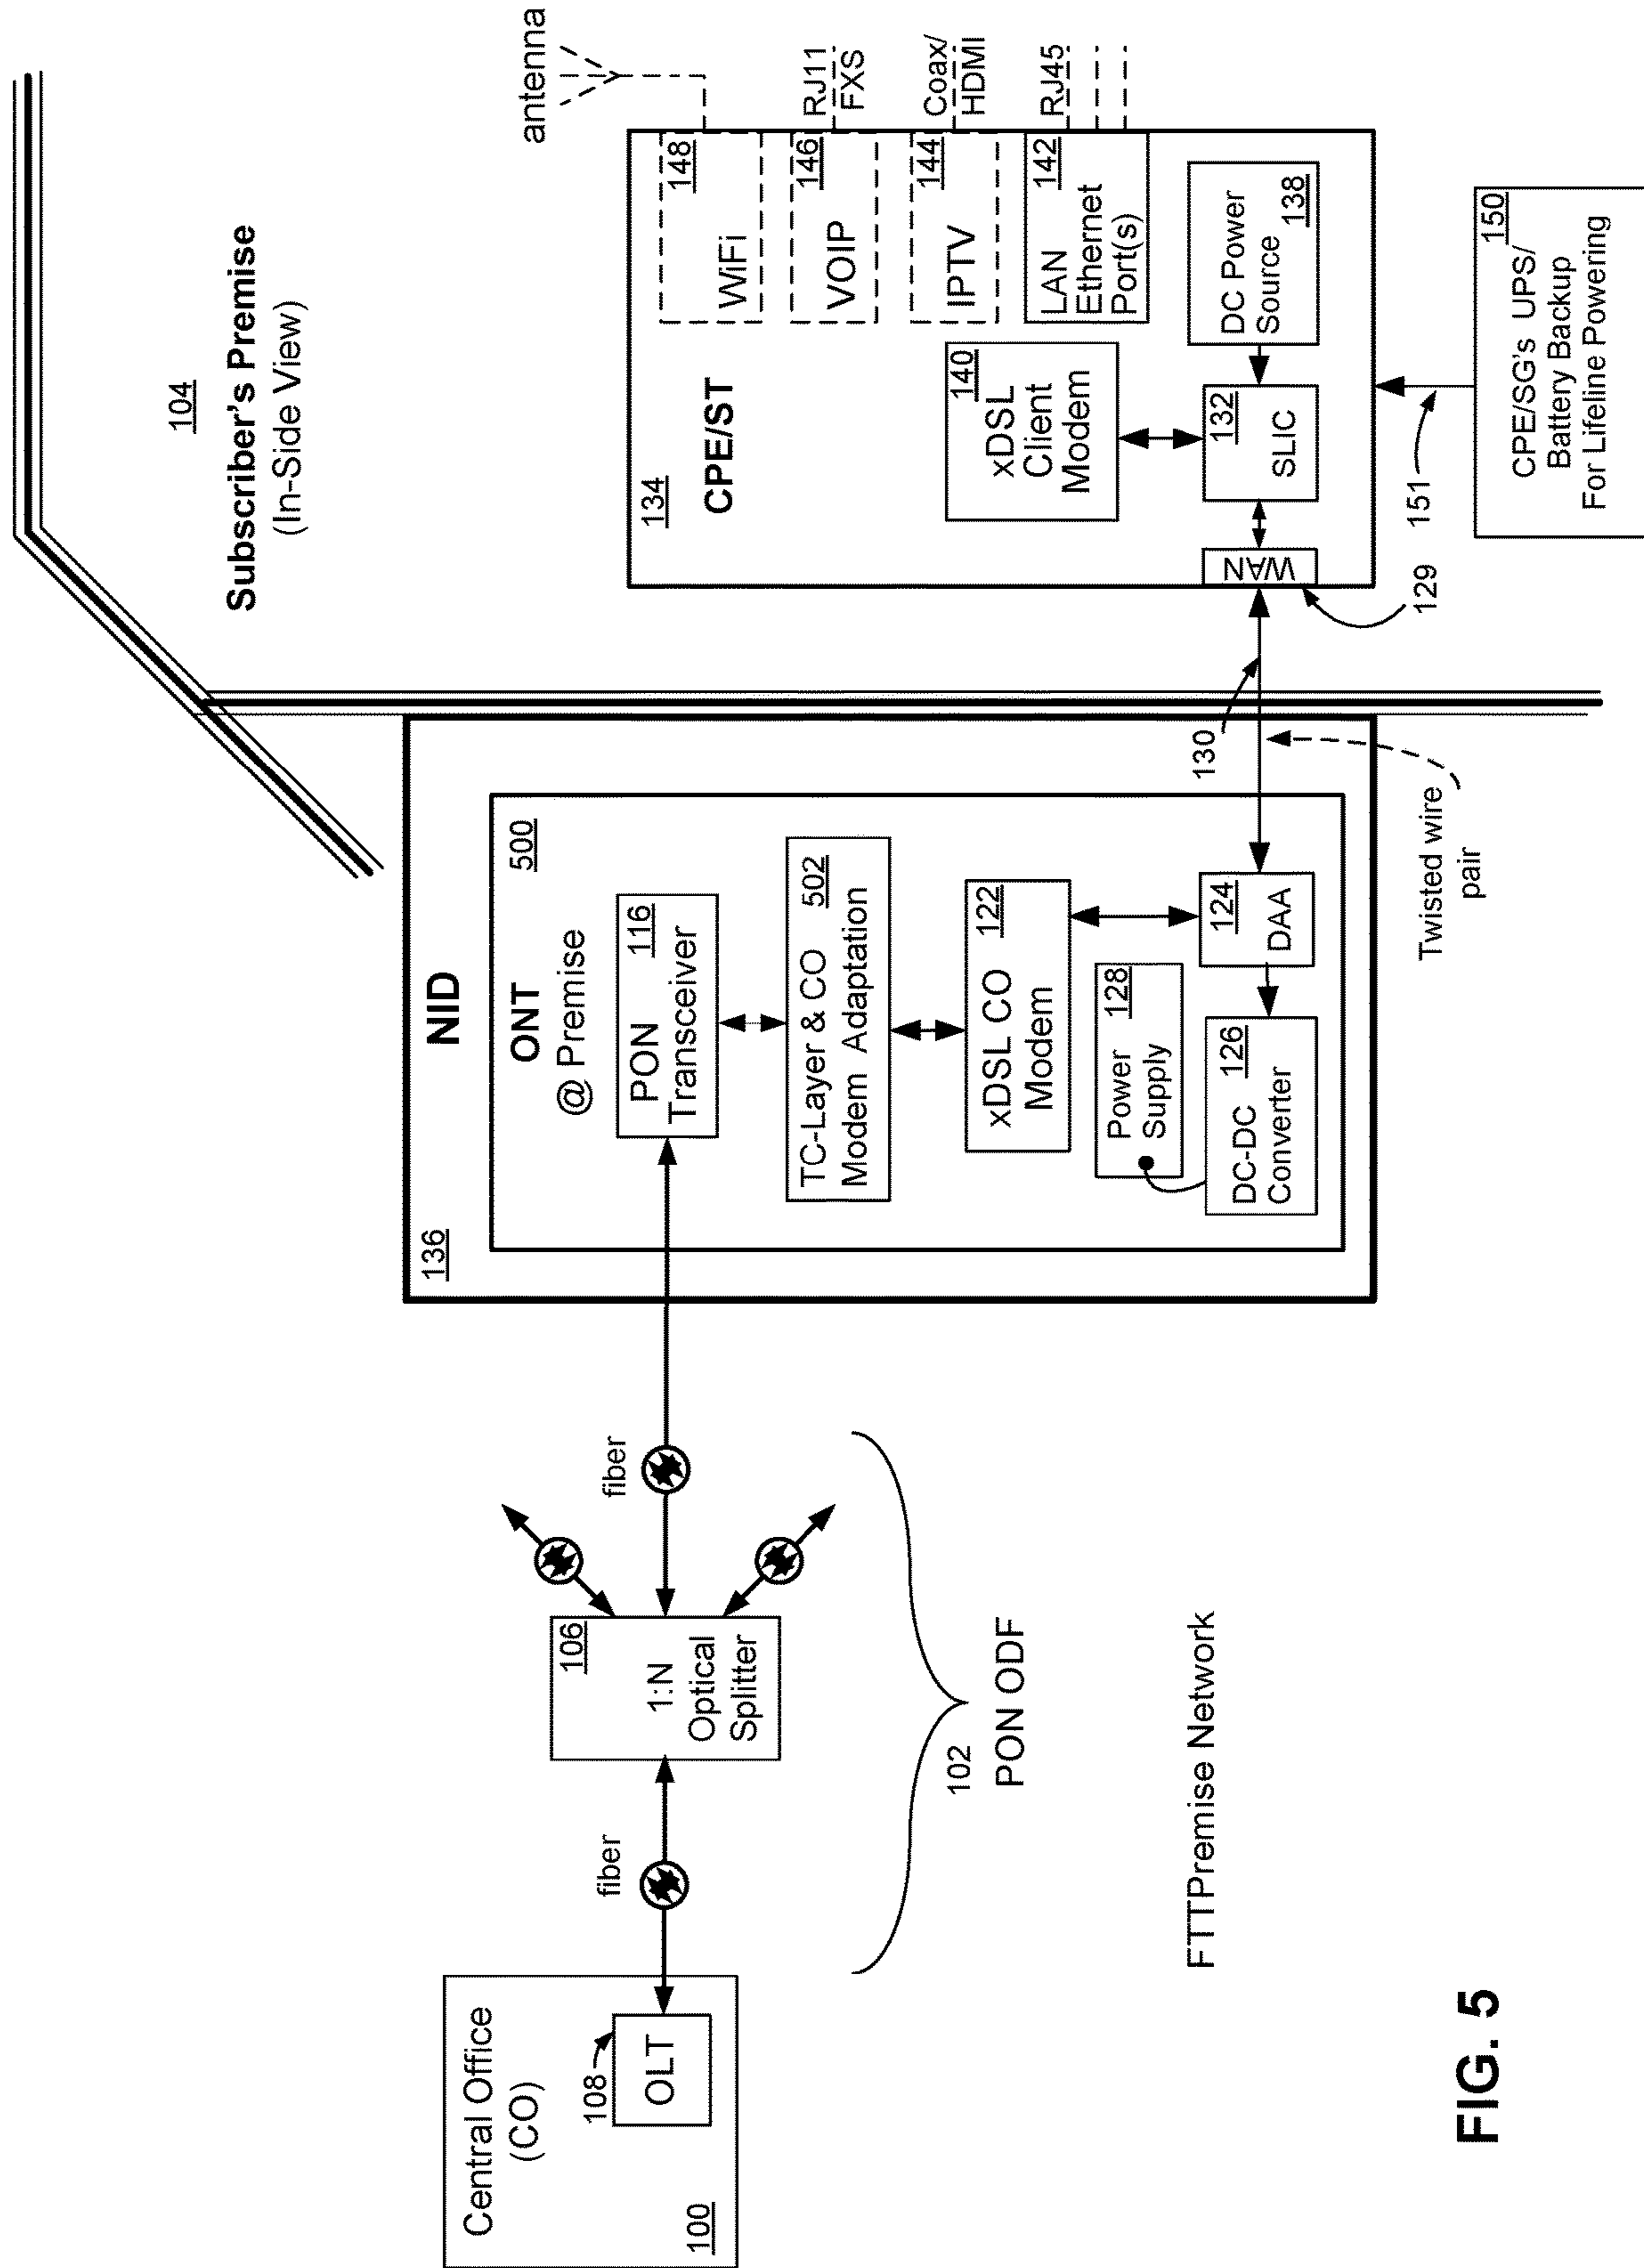 104
Subscriber's Premise
(In-Side View)
Central Office
(CO)
108
OLT
100
fiber
106
1:N
Optical
Splitter
fiber
102
PON ODF
FTTPremise Network
136
NID
ONT
500
@ Premise
PON
116
Transceiver
TC-Layer & CO
502
Modem Adaptation
xDSL CO
122
Modem
Power
128
Supply
124
DAA
DC-DC
126
Converter
130
Twisted wire
pair
134
CPE/ST
WAN
129
140
xDSL
Client
Modem
132
SLIC
DC Power
Source
138
148
WiFi
antenna
146
VOIP
RJ11
FXS
144
IPTV
Coax/
HDMI
142
LAN
Ethernet
Port(s)
RJ45
151
150
CPE/SG's UPS/
Battery Backup
For Lifeline Powering
FIG. 5